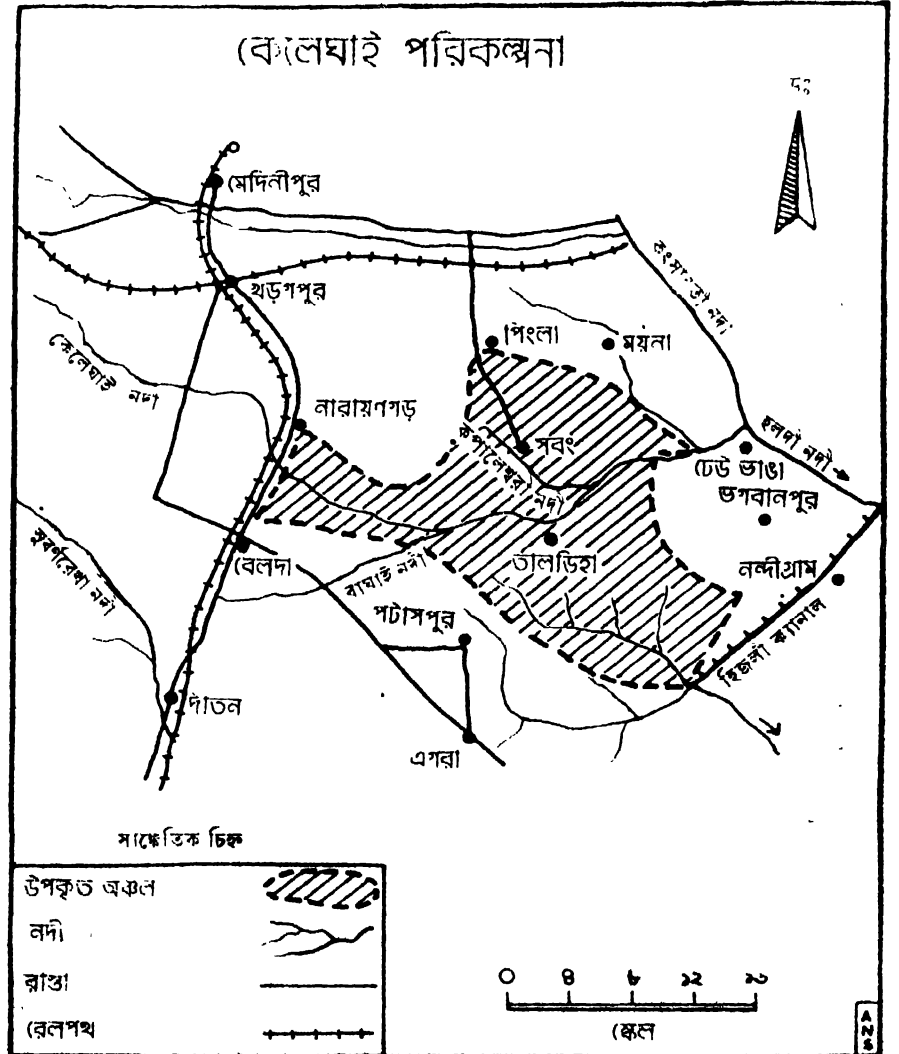 কেলেঘাই পরিকল্পনা
উঃ
মেদিনীপুর
খড়গপুর
কংসাবতী নদী
পিংলা
ময়না
কেলেঘাই নদী
নারায়ণগড়
সবং
কপালেশ্বরী নদী
হলদী নদী
ঢেউ ভাঙা
ভগবানপুর
সুবর্ণরেখা নদী
বেলদা
তালডিহা
বাঘাই নদী
নন্দীগ্রাম
পটাসপুর
হিজলী ক্যানাল
দাঁতন
এগরা
সাঙ্কেতিক চিহ্ন
উপকৃত অঞ্চল
নদী
রাস্তা
রেলপথ
০ ৪ ৮ ১২ ১৬
স্কেল
ANS